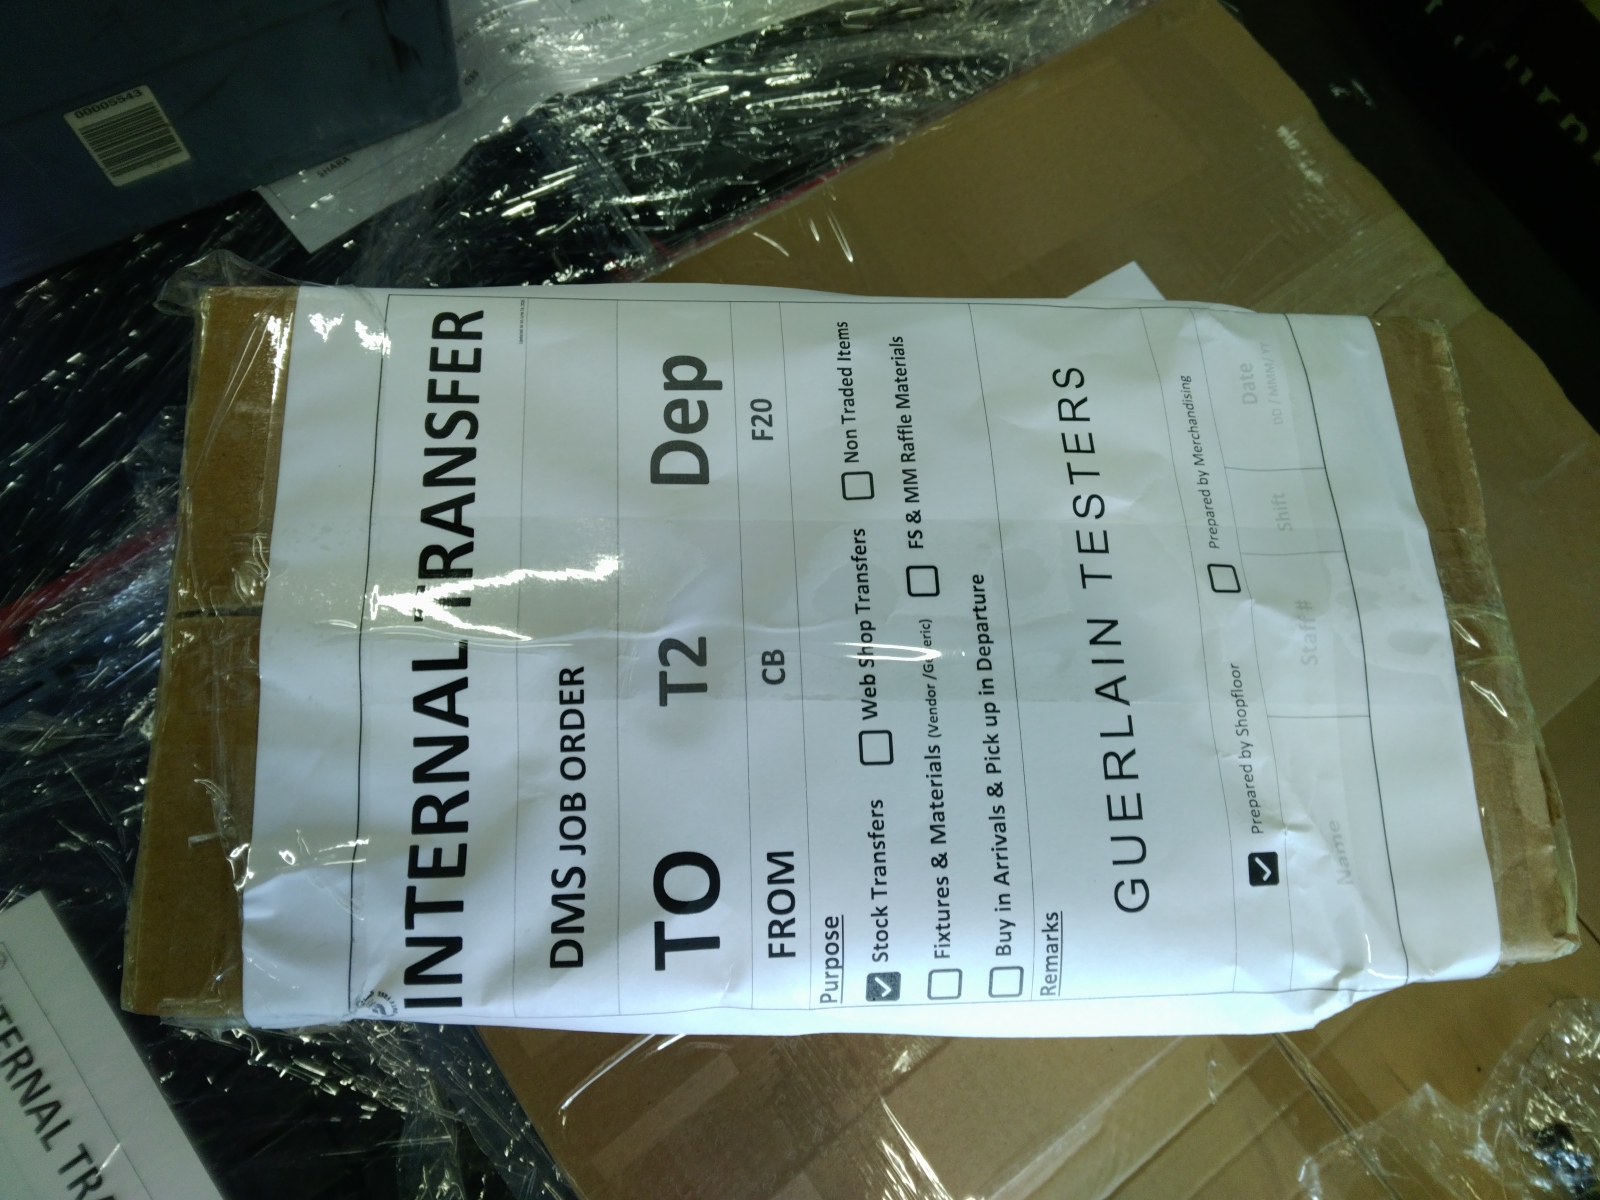 INTERNAL TRANSFER
DMS JOB ORDER
TO T2 Dep
FROM CB F20
Purpose
Stock Transfers Web Shop Transfers Non Traded Items
Fixtures & Materials (Vendor / Generic) FS & MM Raffle Materials
Buy in Arrivals & Pick up in Departure
Remarks
GUERLAIN TESTERS
Prepared by Shopfloor Prepared by Merchandising
Name Staff # Shift Date
DD / MMM / YY
00005543
SHARA
TERNAL TRA